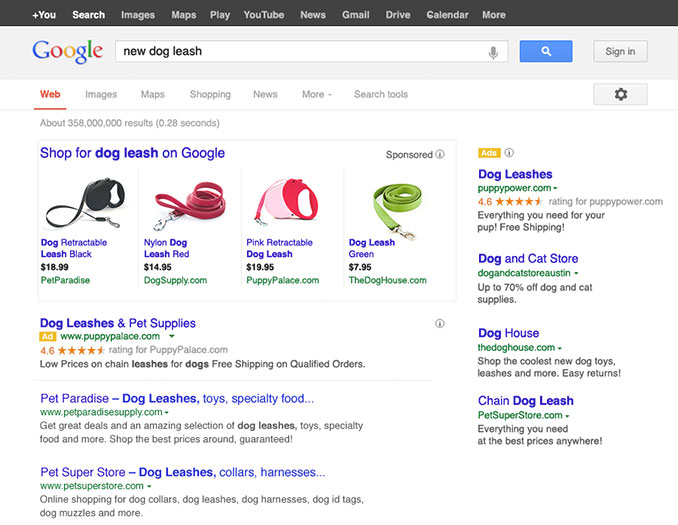 +You Search Images Maps Play YouTube News Gmail Drive Calendar More
Google new dog leash Sign in
Web Images Maps Shopping News More Search tools
About 358,000,000 results (0.28 seconds)
Shop for dog leash on Google Sponsored
Dog Retractable
Leash Black
$18.99
PetParadise
Nylon Dog
Leash Red
$14.95
DogSupply.com
Pink Retractable
Dog Leash
$19.95
PuppyPalace.com
Dog Leash
Green
$7.95
TheDogHouse.com
Dog Leashes & Pet Supplies
Ad www.puppypalace.com
4.6 rating for PuppyPalace.com
Low Prices on chain leashes for dogs Free Shipping on Qualified Orders.
Pet Paradise – Dog Leashes, toys, specialty food...
www.petparadisesupply.com
Get great deals and an amazing selection of dog leashes, toys, specialty
food and more. Shop the best prices around, guaranteed!
Pet Super Store – Dog Leashes, collars, harnesses...
www.petsuperstore.com
Online shopping for dog collars, dog leashes, dog harnesses, dog id tags,
dog muzzles and more.
Ads
Dog Leashes
puppypower.com
4.6 rating for puppypower.com
Everything you need for your
pup! Free Shipping!
Dog and Cat Store
dogandcatstoreaustin
Up to 70% off dog and cat
supplies.
Dog House
thedoghouse.com
Shop the coolest new dog toys,
leashes and more. Easy returns!
Chain Dog Leash
PetSuperStore.com
Everything you need
at the best prices anywhere!